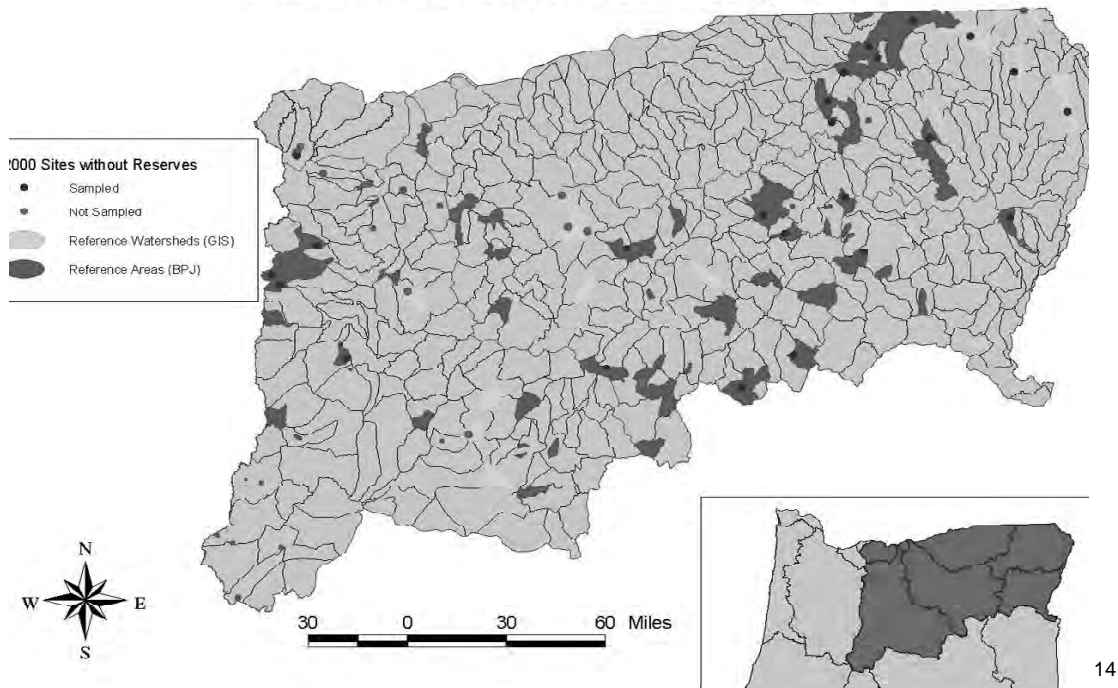 2000 Sites without Reserves
Sampled
Not Sampled
Reference Watersheds (GIS)
Reference Areas (BPJ)
N
W E
S
30 0 30 60 Miles
14